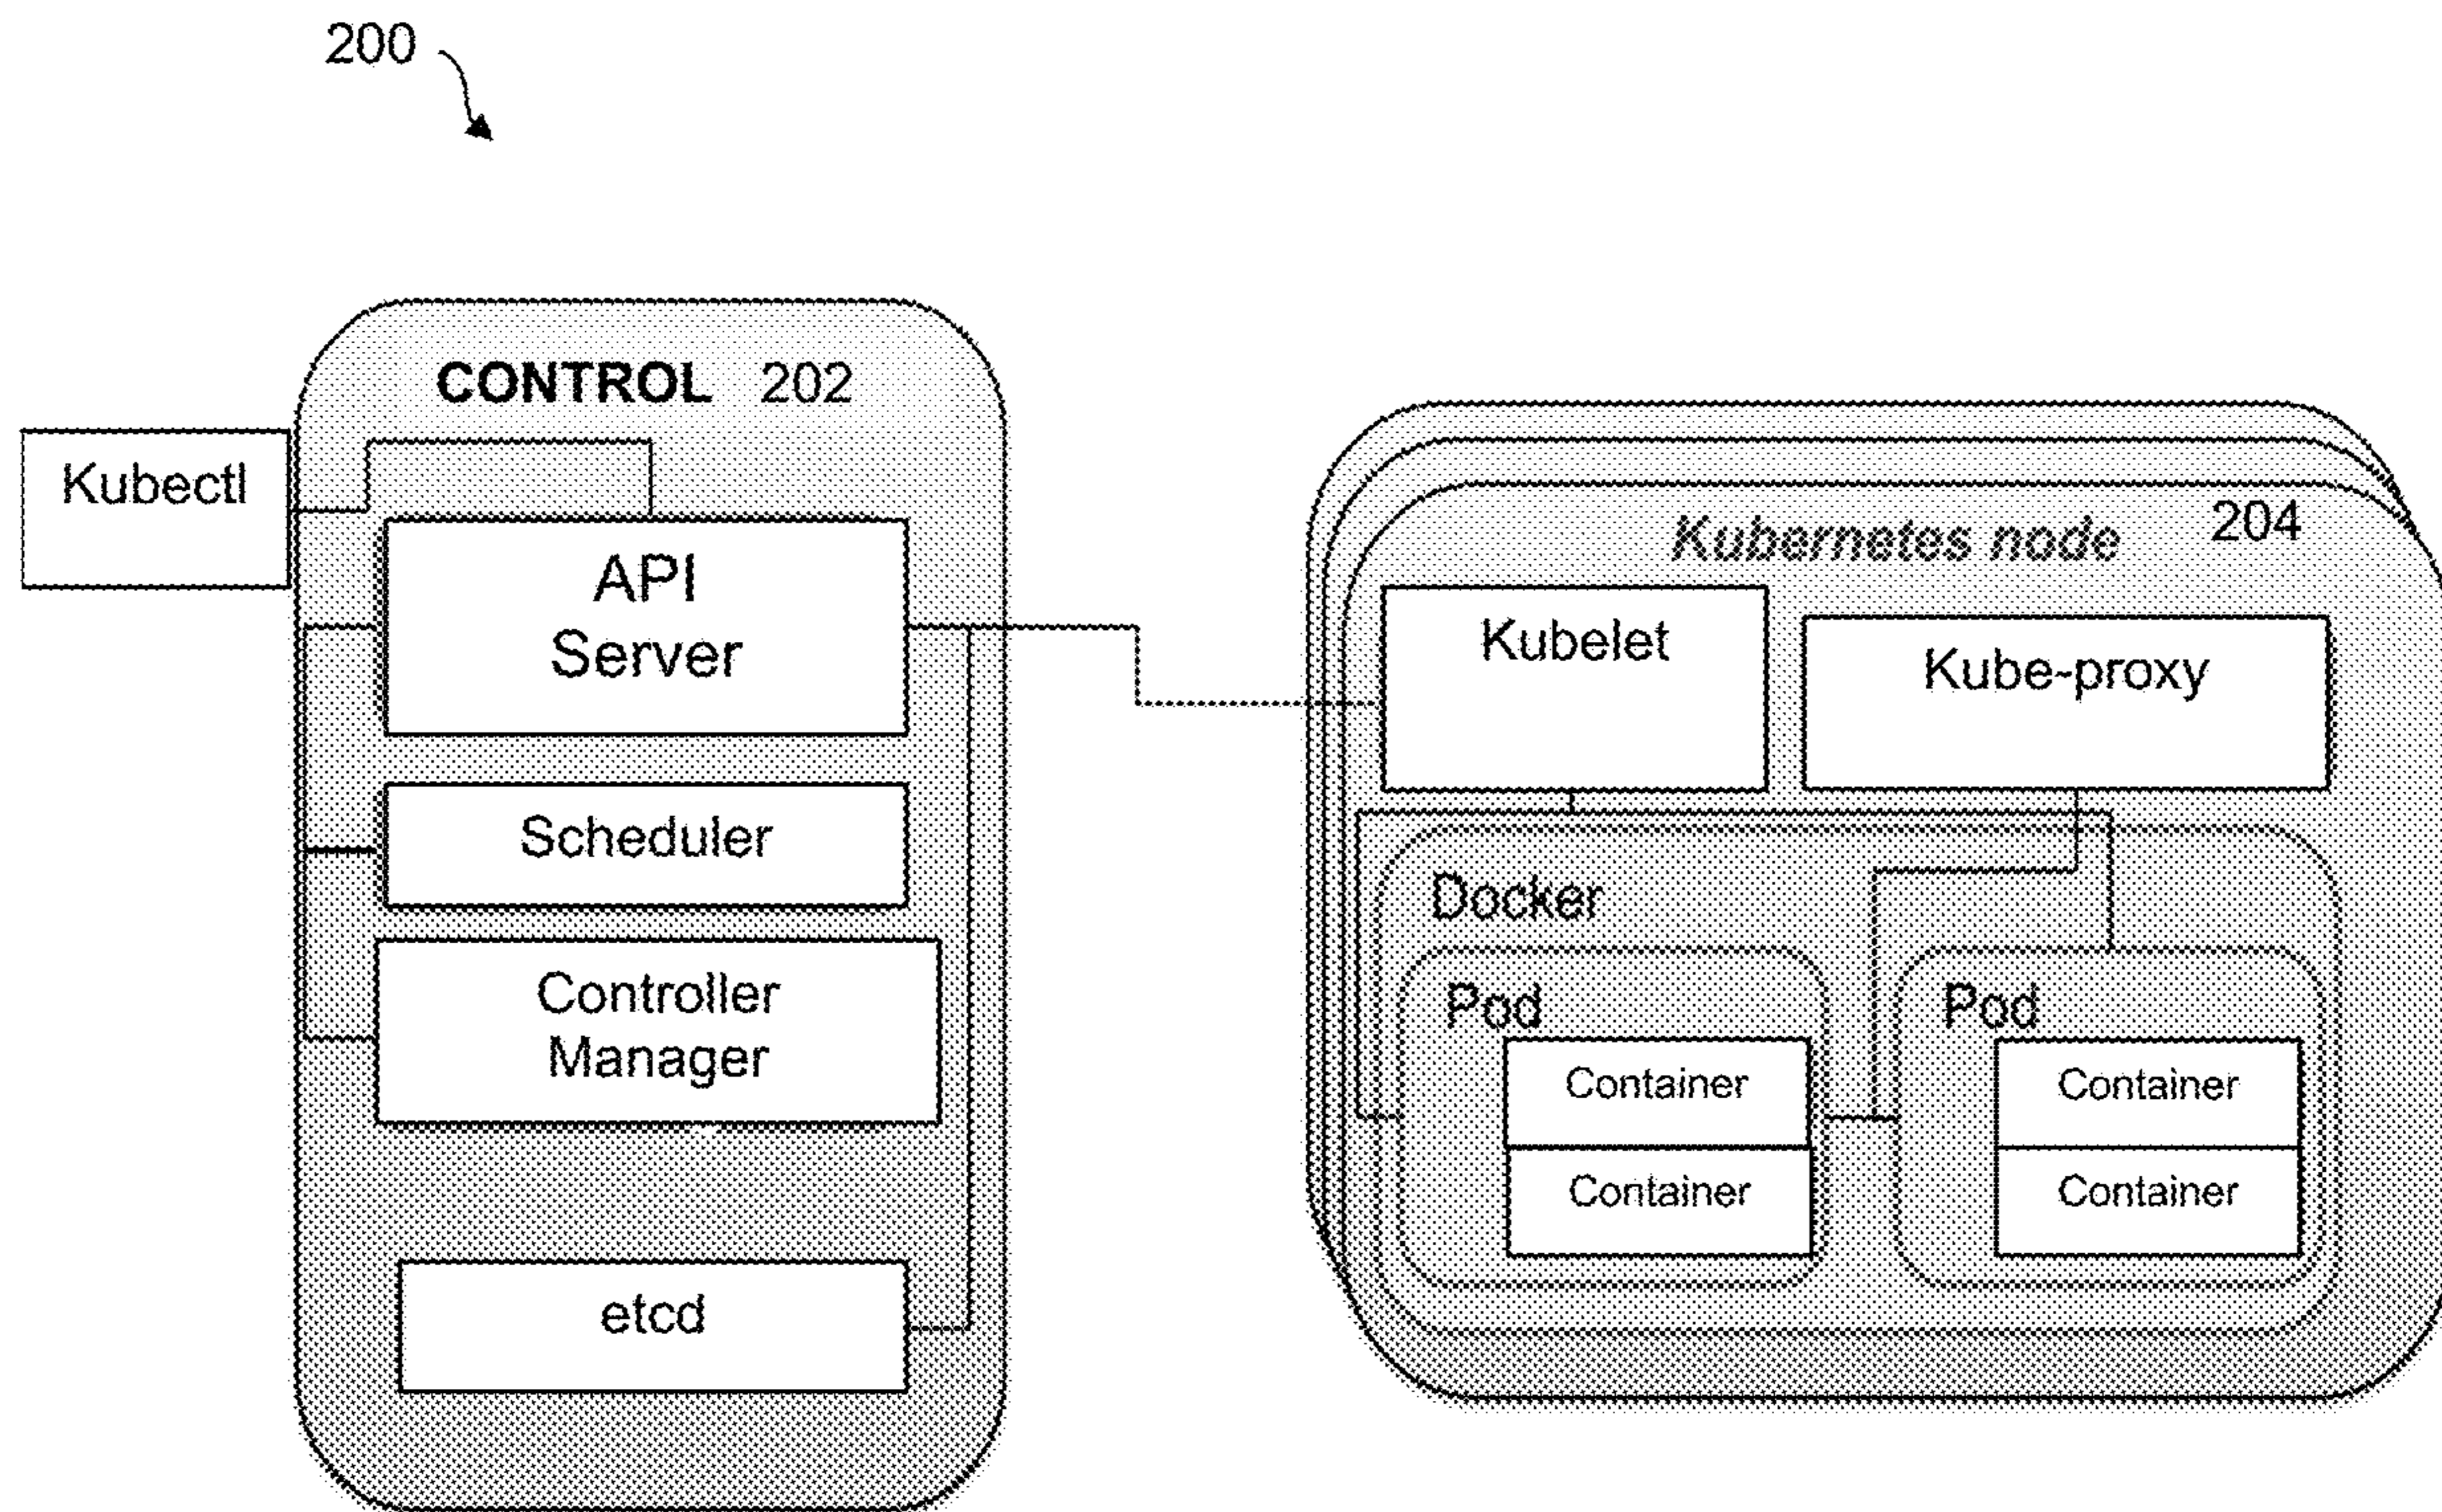 200
CONTROL 202
Kubectl
API
Server
Scheduler
Controller
Manager
etcd
Kubernetes node 204
Kubelet
Kube-proxy
Docker
Pod
Container
Container
Pod
Container
Container